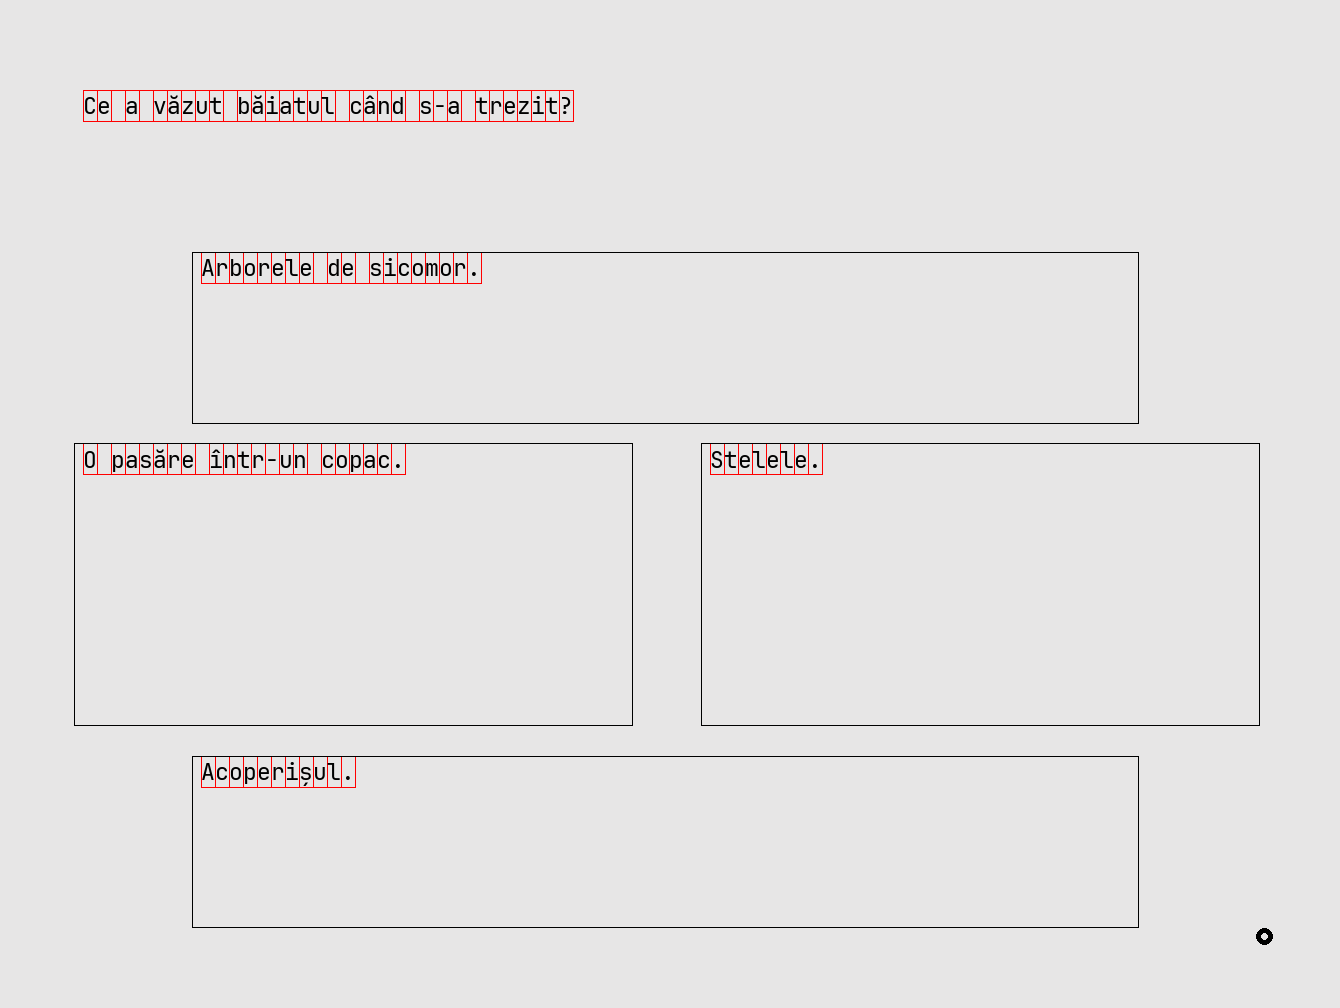 Ce a văzut băiatul când s-a trezit?
Arborele de sicomor.
O pasăre într-un copac.
Stelele.
Acoperișul.